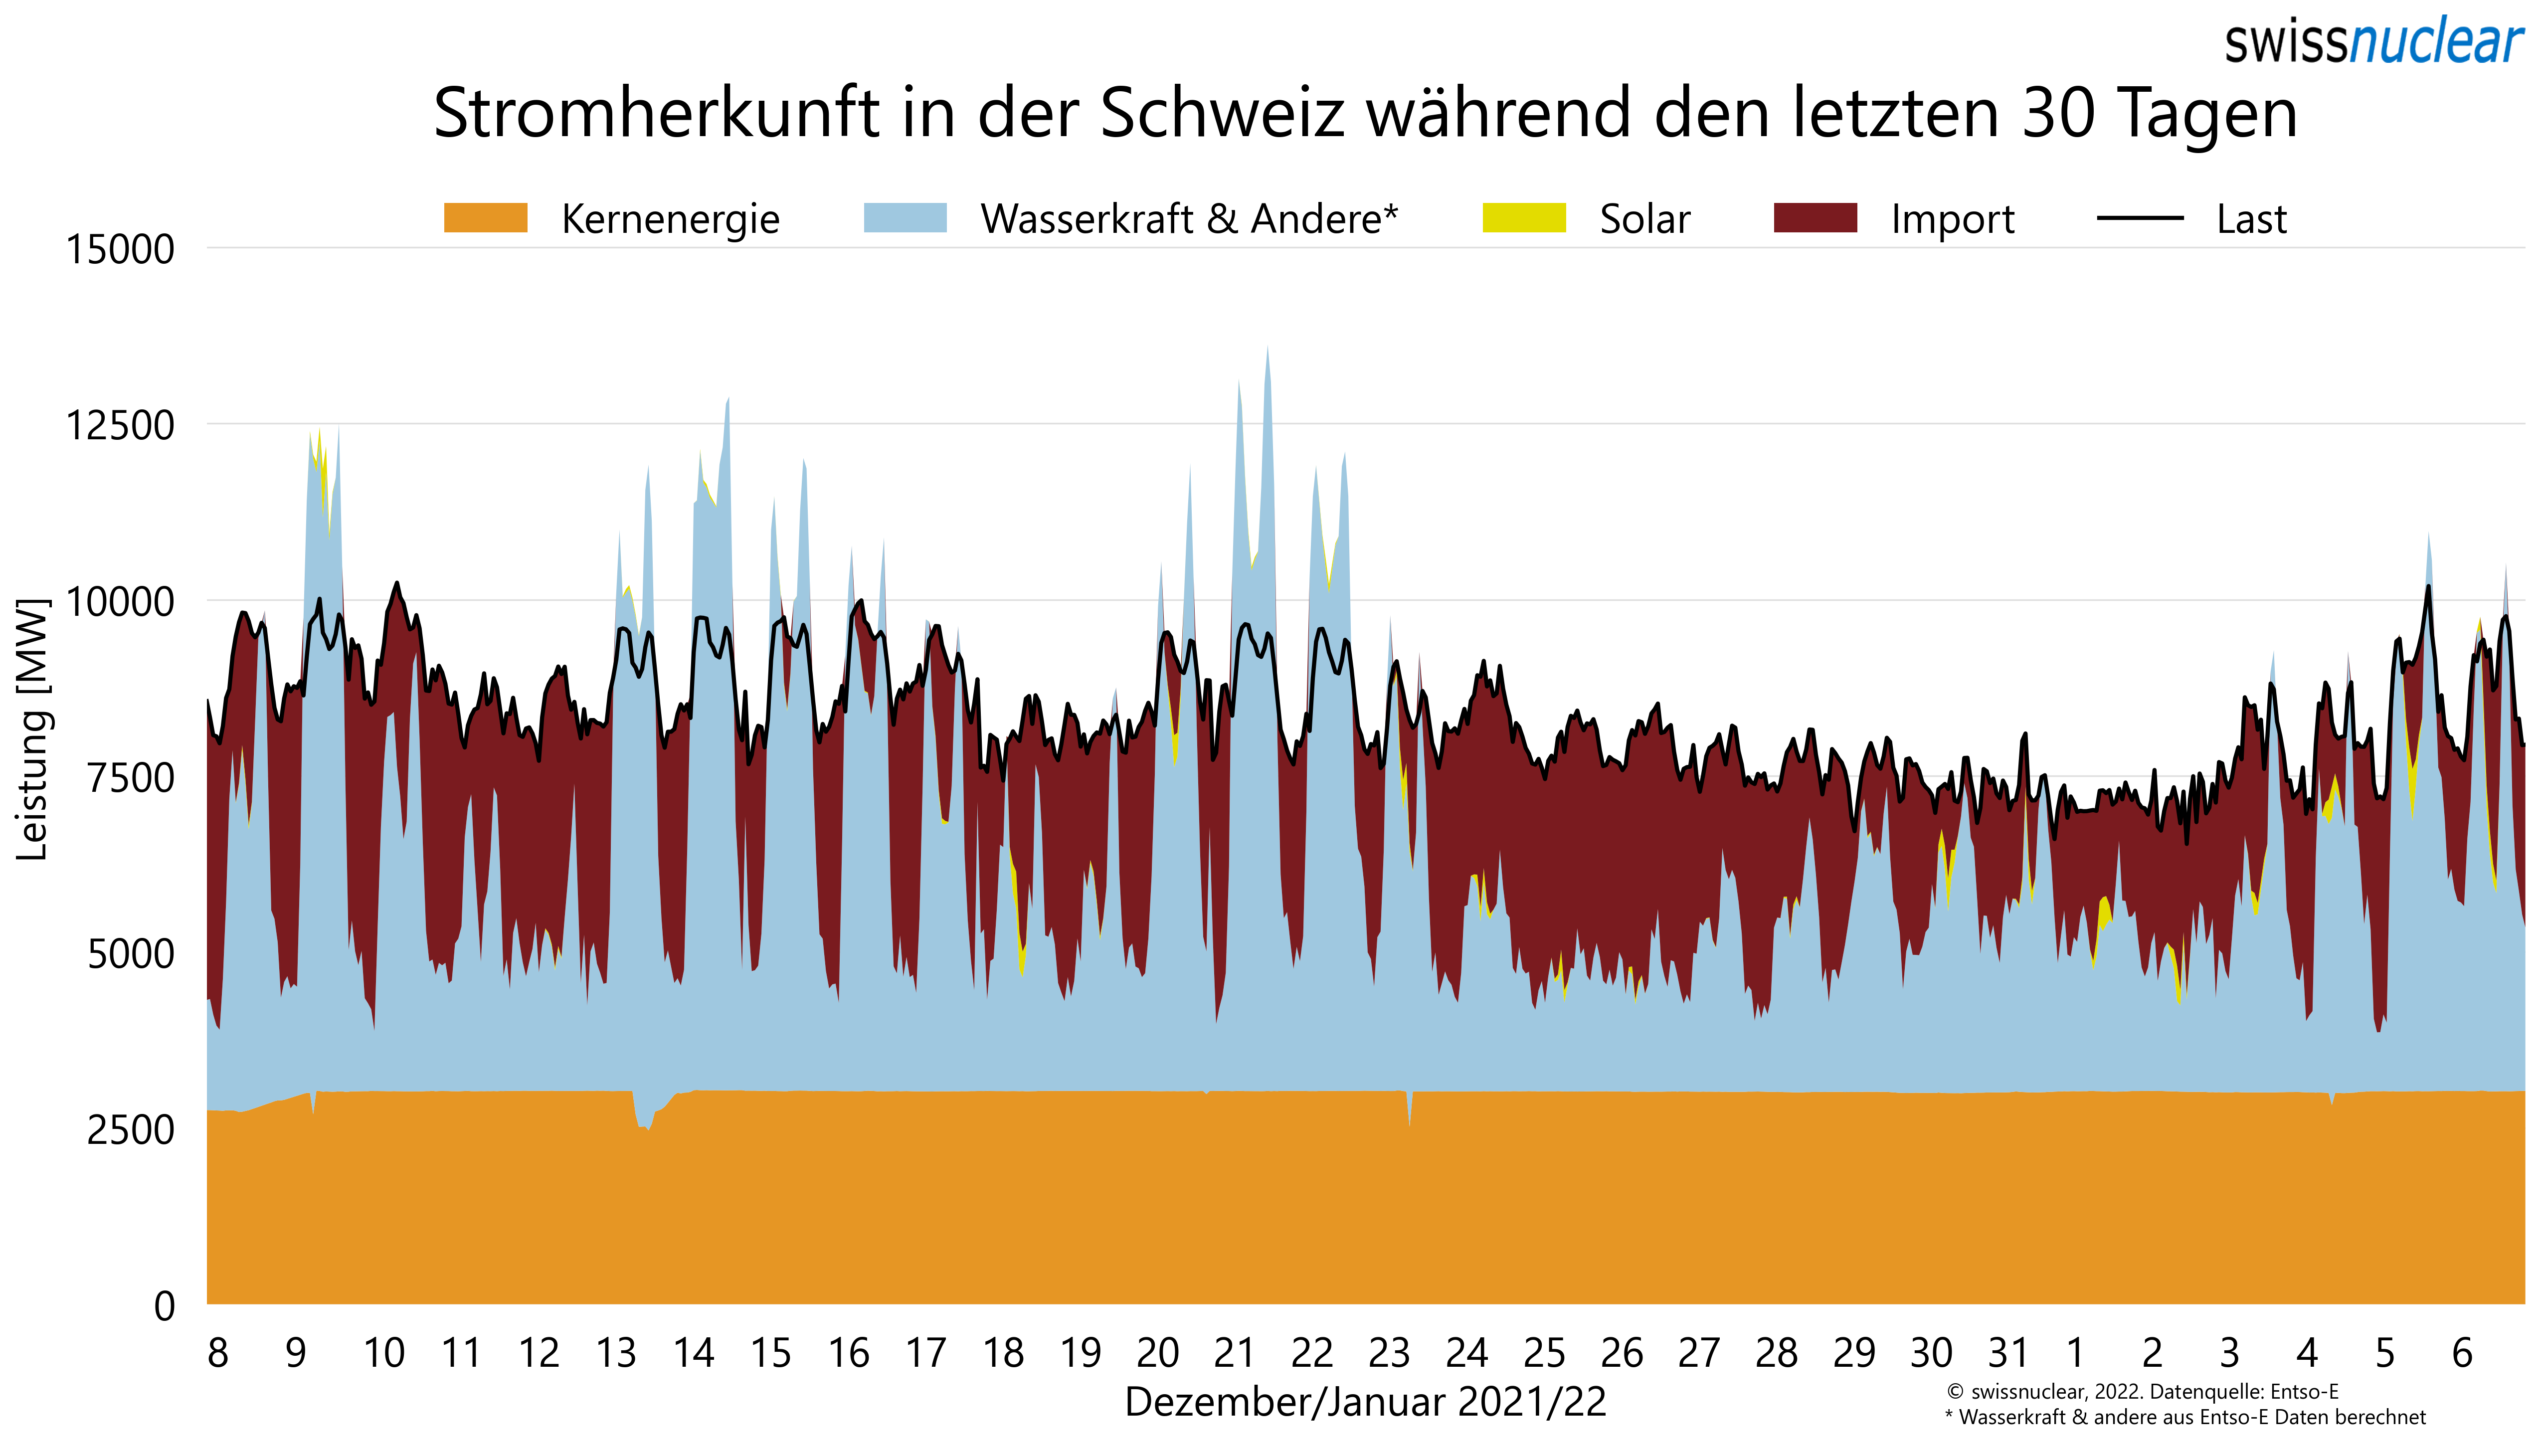 swissnuclear
Stromherkunft in der Schweiz während den letzten 30 Tagen
Kernenergie Wasserkraft & Andere* Solar Import Last
15000
12500
10000
7500
5000
2500
0
Leistung [MW]
8 9 10 11 12 13 14 15 16 17 18 19 20 21 22 23 24 25 26 27 28 29 30 31 1 2 3 4 5 6
Dezember/Januar 2021/22
© swissnuclear, 2022. Datenquelle: Entso-E
* Wasserkraft & andere aus Entso-E Daten berechnet